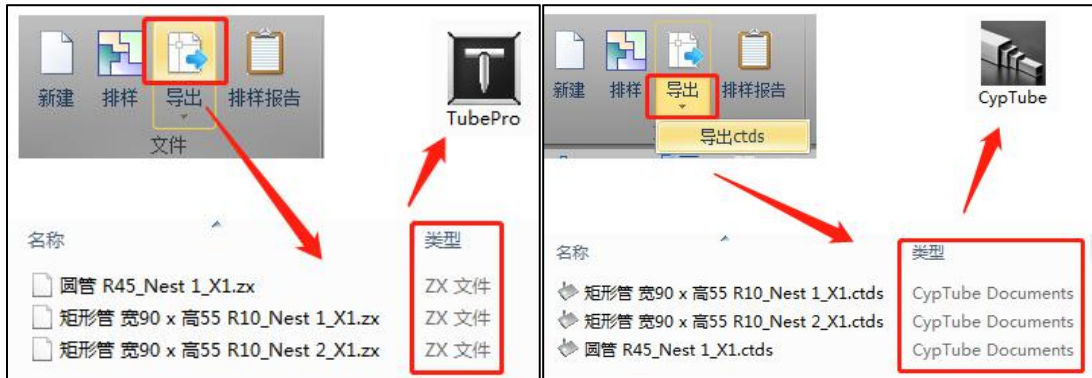 新建 排样 导出 排样报告
文件
TubePro
名称 类型
圆管 R45_Nest 1_X1.zx ZX 文件
矩形管 宽90 x 高55 R10_Nest 1_X1.zx ZX 文件
矩形管 宽90 x 高55 R10_Nest 2_X1.zx ZX 文件
新建 排样 导出 排样报告
导出ctds
CypTube
名称 类型
矩形管 宽90 x 高55 R10_Nest 1_X1.ctds CypTube Documents
矩形管 宽90 x 高55 R10_Nest 2_X1.ctds CypTube Documents
圆管 R45_Nest 1_X1.ctds CypTube Documents